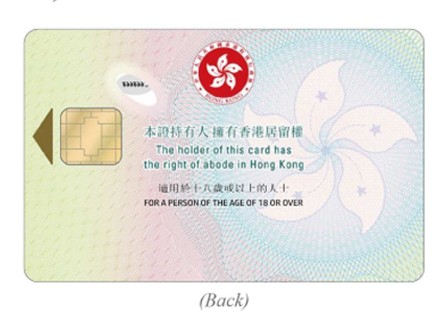 HONG KONG
本證持有人擁有香港居留權
The holder of this card has
the right of abode in Hong Kong
適用於十八歲或以上的人士
FOR A PERSON OF THE AGE OF 18 OR OVER
(Back)